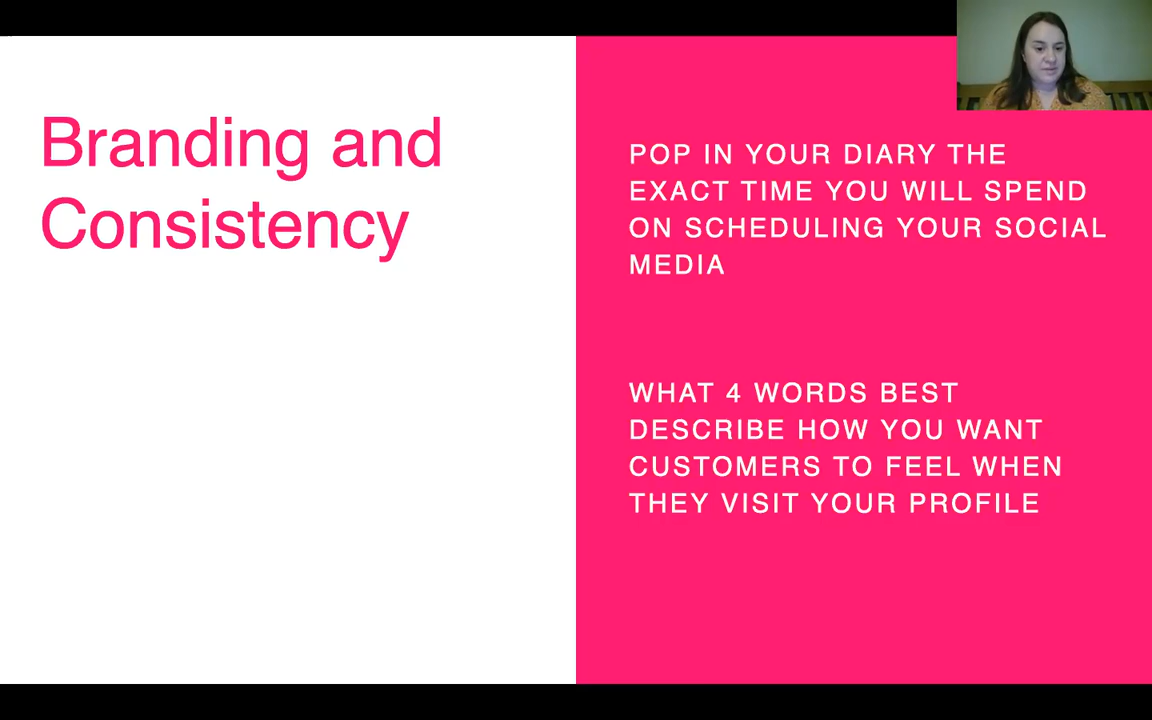 Branding and
Consistency
POP IN YOUR DIARY THE
EXACT TIME YOU WILL SPEND
ON SCHEDULING YOUR SOCIAL
MEDIA
WHAT 4 WORDS BEST
DESCRIBE HOW YOU WANT
CUSTOMERS TO FEEL WHEN
THEY VISIT YOUR PROFILE